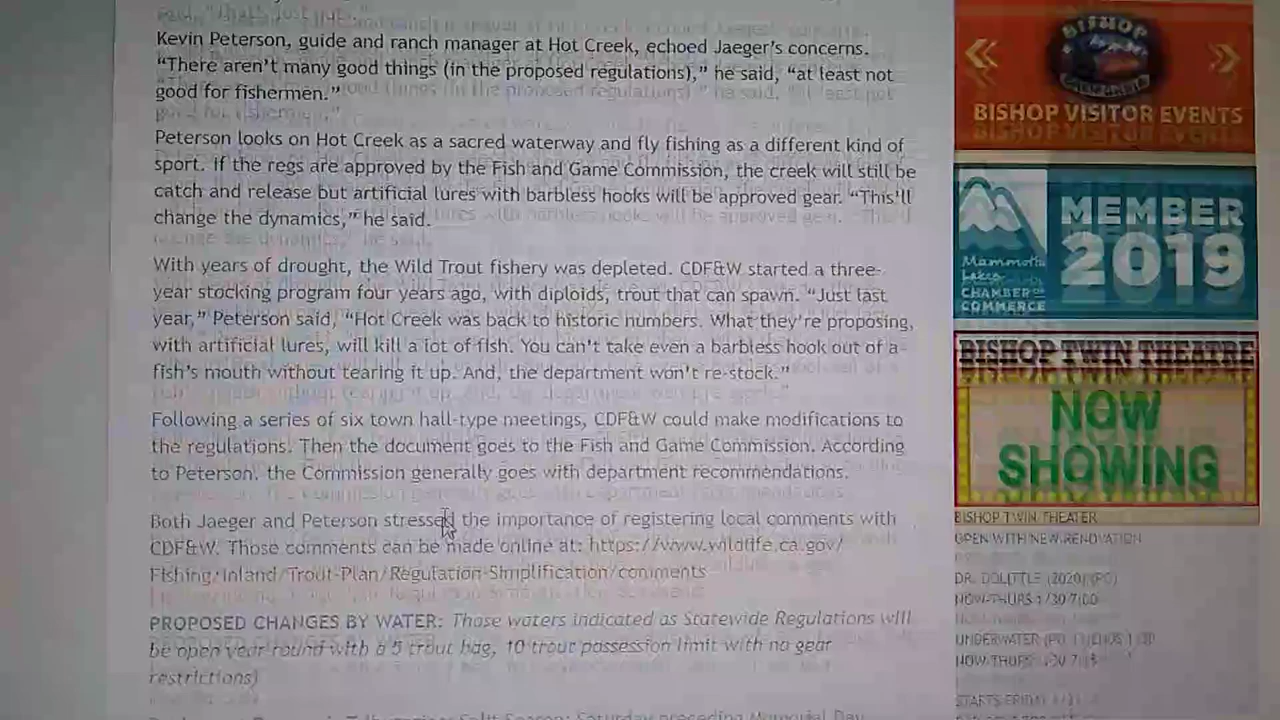 Kevin Peterson, guide and ranch manager at Hot Creek, echoed Jaeger's concerns.
"There aren't many good things (in the proposed regulations)," he said, "at least not
good for fishermen."
Peterson looks on Hot Creek as a sacred waterway and fly fishing as a different kind of
sport. If the regs are approved by the Fish and Game Commission, the creek will still be
catch and release but artificial lures with barbless hooks will be approved gear. "This'll
change the dynamics," he said.
With years of drought, the Wild Trout fishery was depleted. CDF&W started a three-
year stocking program four years ago, with diploids, trout that can spawn. "Just last
year," Peterson said, "Hot Creek was back to historic numbers. What they're proposing,
with artificial lures, will kill a lot of fish. You can't take even a barbless hook out of a
fish's mouth without tearing it up. And, the department won't re-stock."
Following a series of six town hall-type meetings, CDF&W could make modifications to
the regulations. Then the document goes to the Fish and Game Commission. According
to Peterson, the Commission generally goes with department recommendations.
Both Jaeger and Peterson stressed the importance of registering local comments with
CDF&W. Those comments can be made online at: https://www.wildlife.ca.gov/
Fishing/Inland/Trout-Plan/Regulation-Simplification/comments
PROPOSED CHANGES BY WATER: Those waters indicated as Statewide Regulations will
be open year round with a 5 trout bag, 10 trout possession limit with no gear
restrictions)
BISHOP
BISHOP VISITOR EVENTS
MEMBER
2019
Mammoth
Lakes
CHAMBER OF
COMMERCE
BISHOP TWIN THEATRE
NOW
SHOWING
BISHOP TWIN THEATER
OPEN WITH NEW RENOVATION
DR. DOLITTLE (2020) (PG)
NOW-THURS 1/30 7:00
UNDERWATER
NOW-THURS
STARTS FRIDAY